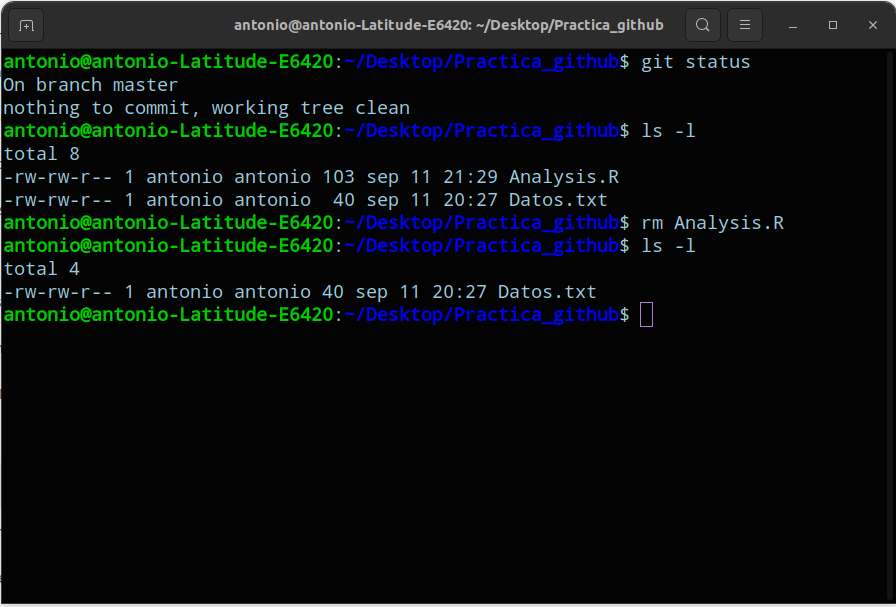 antonio@antonio-Latitude-E6420: ~/Desktop/Practica_github
antonio@antonio-Latitude-E6420:~/Desktop/Practica_github$ git status
On branch master
nothing to commit, working tree clean
antonio@antonio-Latitude-E6420:~/Desktop/Practica_github$ ls -l
total 8
-rw-rw-r-- 1 antonio antonio 103 sep 11 21:29 Analysis.R
-rw-rw-r-- 1 antonio antonio  40 sep 11 20:27 Datos.txt
antonio@antonio-Latitude-E6420:~/Desktop/Practica_github$ rm Analysis.R
antonio@antonio-Latitude-E6420:~/Desktop/Practica_github$ ls -l
total 4
-rw-rw-r-- 1 antonio antonio 40 sep 11 20:27 Datos.txt
antonio@antonio-Latitude-E6420:~/Desktop/Practica_github$